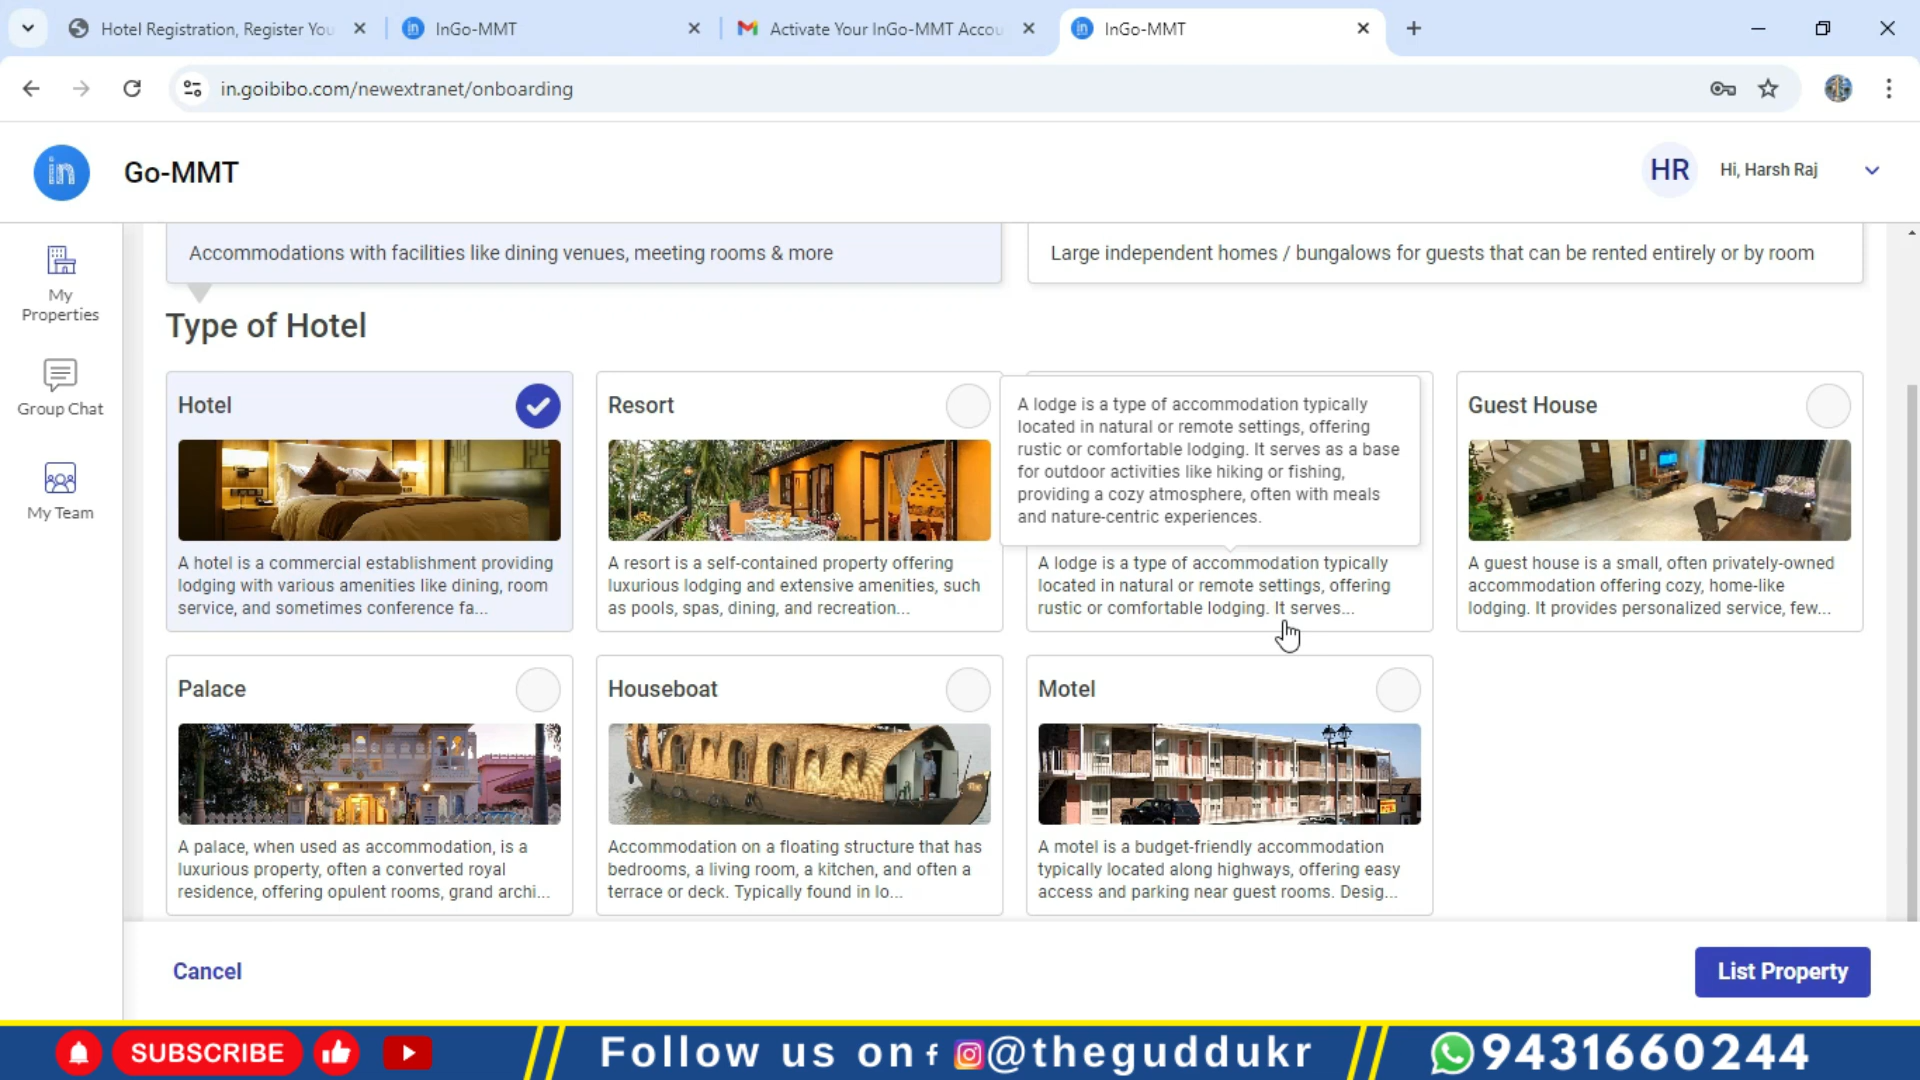 Hotel Registration, Register You
InGo-MMT
Activate Your InGo-MMT Accou
InGo-MMT
in.goibibo.com/newextranet/onboarding
in
Go-MMT
HR
Hi, Harsh Raj
My
Properties
Group Chat
My Team
Accommodations with facilities like dining venues, meeting rooms & more
Large independent homes / bungalows for guests that can be rented entirely or by room
Type of Hotel
Hotel
A hotel is a commercial establishment providing
lodging with various amenities like dining, room
service, and sometimes conference fa...
Resort
A resort is a self-contained property offering
luxurious lodging and extensive amenities, such
as pools, spas, dining, and recreation...
A lodge is a type of accommodation typically
located in natural or remote settings, offering
rustic or comfortable lodging. It serves as a base
for outdoor activities like hiking or fishing,
providing a cozy atmosphere, often with meals
and nature-centric experiences.
A lodge is a type of accommodation typically
located in natural or remote settings, offering
rustic or comfortable lodging. It serves...
Guest House
A guest house is a small, often privately-owned
accommodation offering cozy, home-like
lodging. It provides personalized service, few...
Palace
A palace, when used as accommodation, is a
luxurious property, often a converted royal
residence, offering opulent rooms, grand archi...
Houseboat
Accommodation on a floating structure that has
bedrooms, a living room, a kitchen, and often a
terrace or deck. Typically found in lo...
Motel
A motel is a budget-friendly accommodation
typically located along highways, offering easy
access and parking near guest rooms. Desig...
Cancel
List Property
SUBSCRIBE
Follow us on f @theguddukr
9431660244